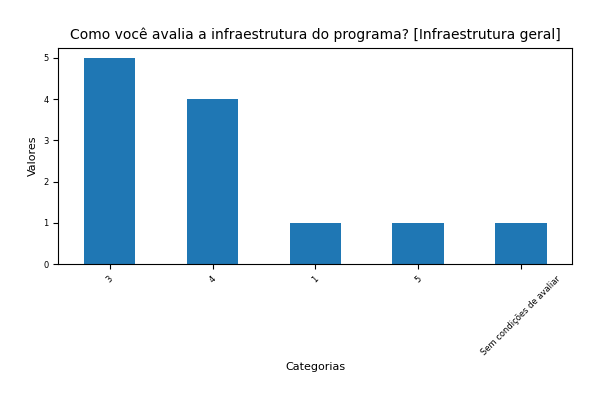 Como você avalia a infraestrutura do programa? [Infraestrutura geral]
Valores
5
4
3
2
1
0
3
4
1
5
Sem condições de avaliar
Categorias